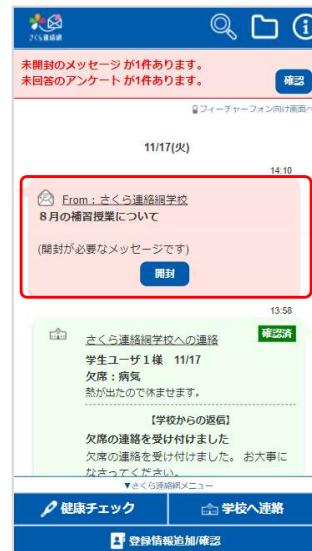 さくら連絡網
未開封のメッセージが1件あります。
未回答のアンケートが1件あります。
確認
フィーチャーフォン向け画面へ
11/17(火)
14:10
From：さくら連絡網学校
８月の補習授業について
(開封が必要なメッセージです)
開封
13:58
さくら連絡網学校への連絡
確認済
学生ユーザ１様 11/17
欠席：病気
熱が出たので休ませます。
【学校からの返信】
欠席の連絡を受け付けました
欠席の連絡を受け付けました。 お大事に
なさってください。
▼さくら連絡網メニュー
健康チェック
学校へ連絡
登録情報追加/確認